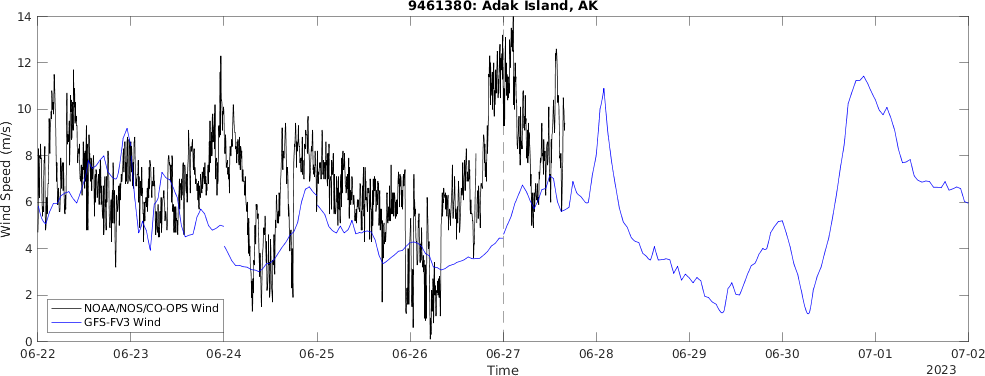 9461380: Adak Island, AK
Wind Speed (m/s)
14
12
10
8
6
4
2
0
NOAA/NOS/CO-OPS Wind
GFS-FV3 Wind
06-22 06-23 06-24 06-25 06-26 06-27 06-28 06-29 06-30 07-01 07-02
Time
2023